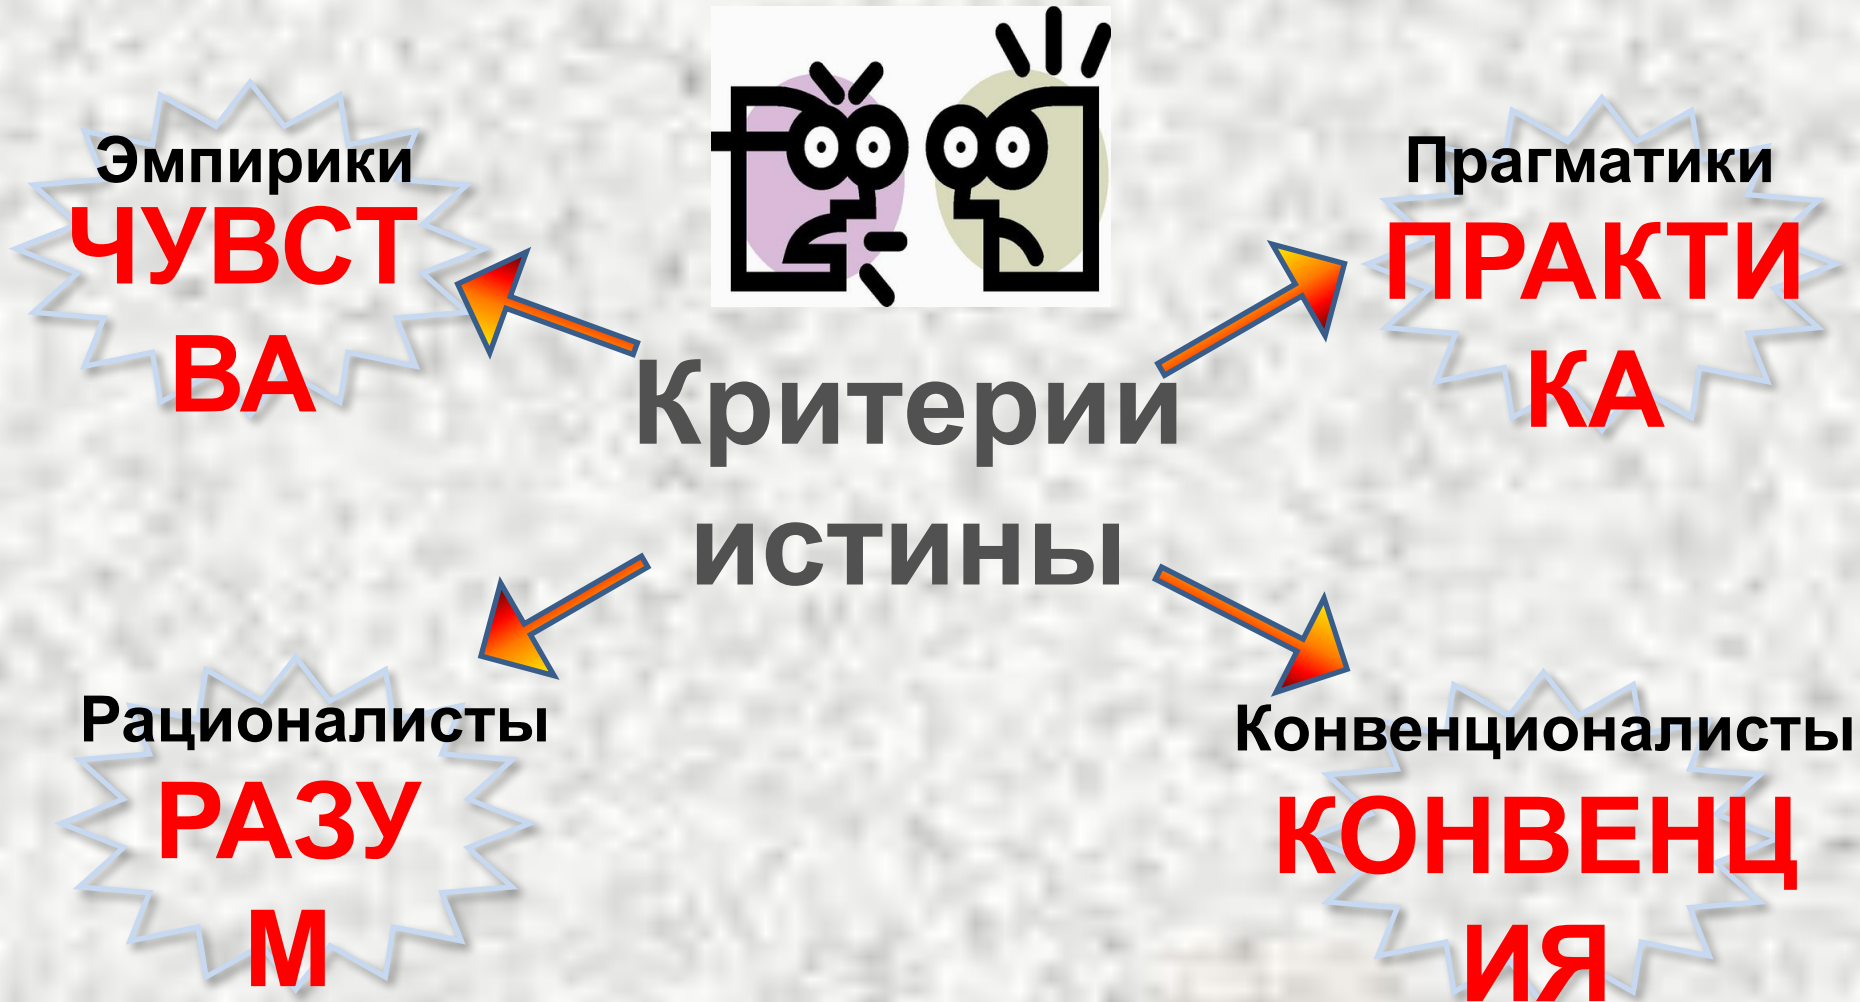 Эмпирики
ЧУВСТ
ВА
Прагматики
ПРАКТИ
КА
Критерии
истины
Рационалисты
РАЗУ
М
Конвенционалисты
КОНВЕНЦ
ИЯ